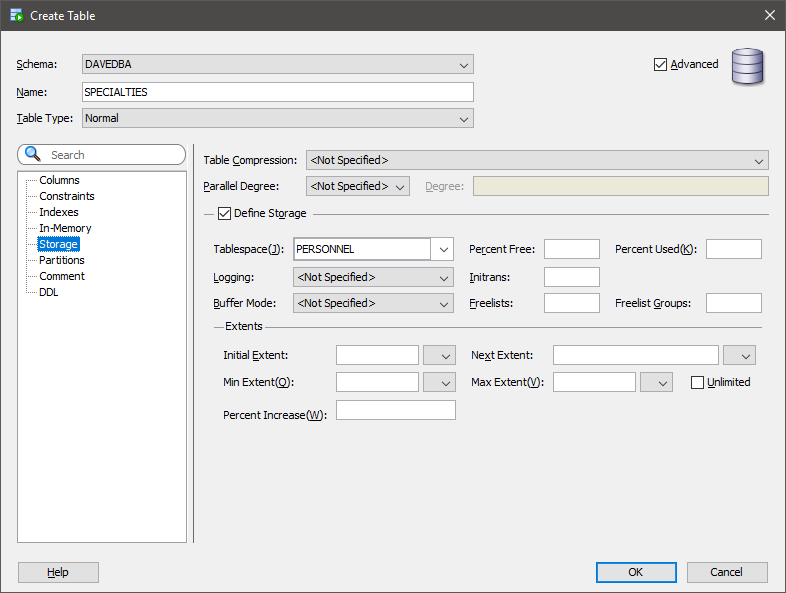 Create Table
Schema: DAVEDBA Advanced
Name: SPECIALTIES
Table Type: Normal
Search
Columns
Constraints
Indexes
In-Memory
Storage
Partitions
Comment
DDL
Table Compression: <Not Specified>
Parallel Degree: <Not Specified> Degree:
Define Storage
Tablespace(J): PERSONNEL Percent Free: Percent Used(K):
Logging: <Not Specified> Initrans:
Buffer Mode: <Not Specified> Freelists: Freelist Groups:
Extents
Initial Extent: Next Extent:
Min Extent(Q): Max Extent(V): Unlimited
Percent Increase(W):
Help OK Cancel